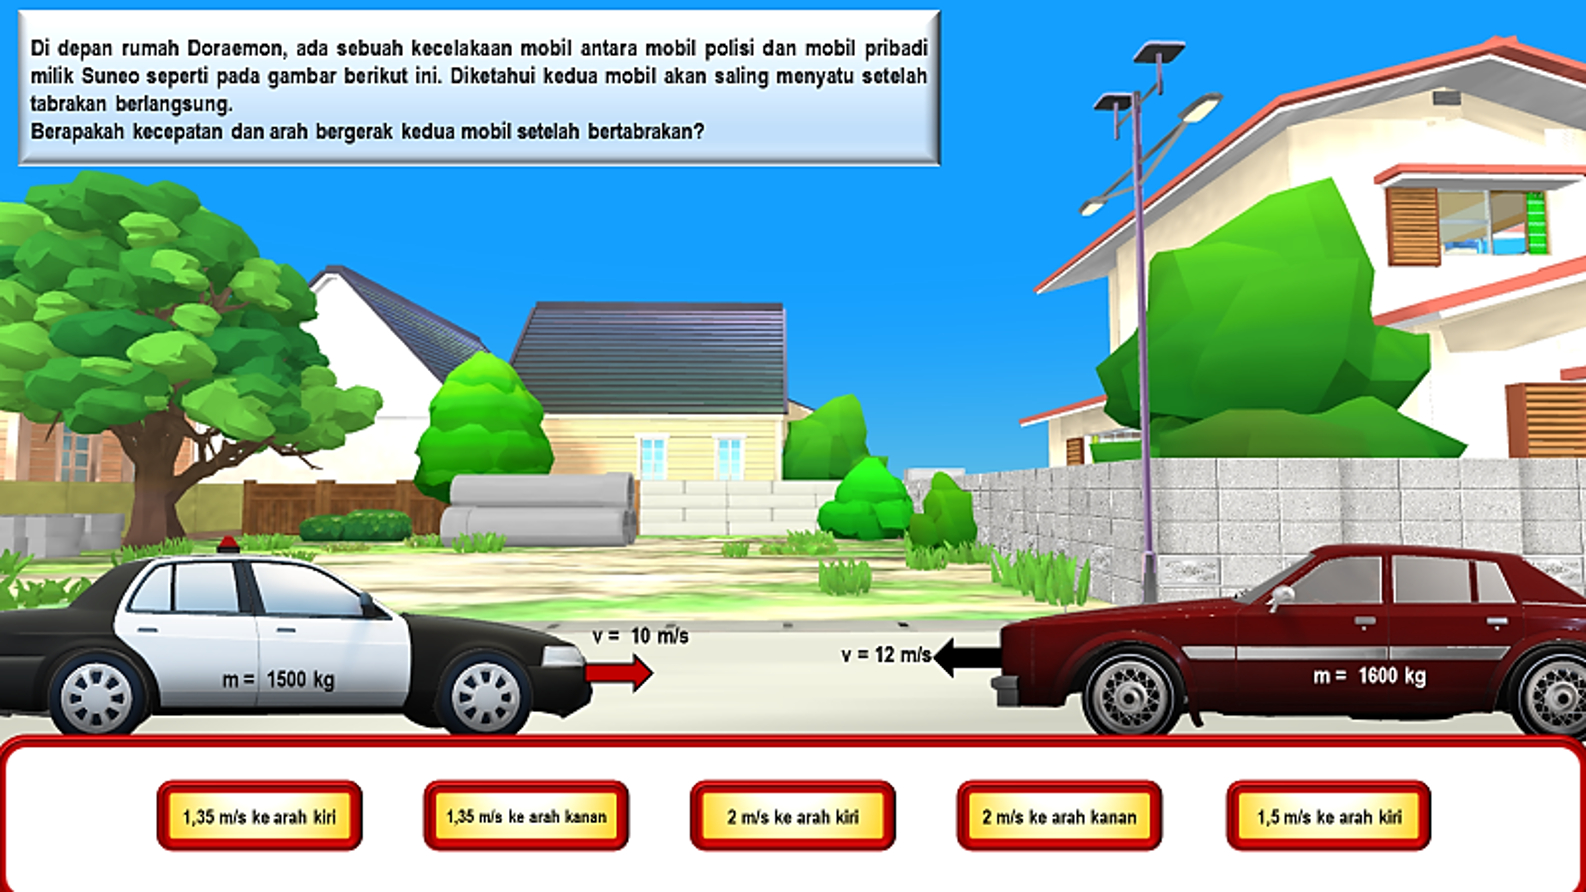 Di depan rumah Doraemon, ada sebuah kecelakaan mobil antara mobil polisi dan mobil pribadi
milik Suneo seperti pada gambar berikut ini. Diketahui kedua mobil akan saling menyatu setelah
tabrakan berlangsung.
Berapakah kecepatan dan arah bergerak kedua mobil setelah bertabrakan?
v = 10 m/s
v = 12 m/s
m = 1500 kg
m = 1600 kg
1,35 m/s ke arah kiri
1,35 m/s ke arah kanan
2 m/s ke arah kiri
2 m/s ke arah kanan
1,5 m/s ke arah kiri